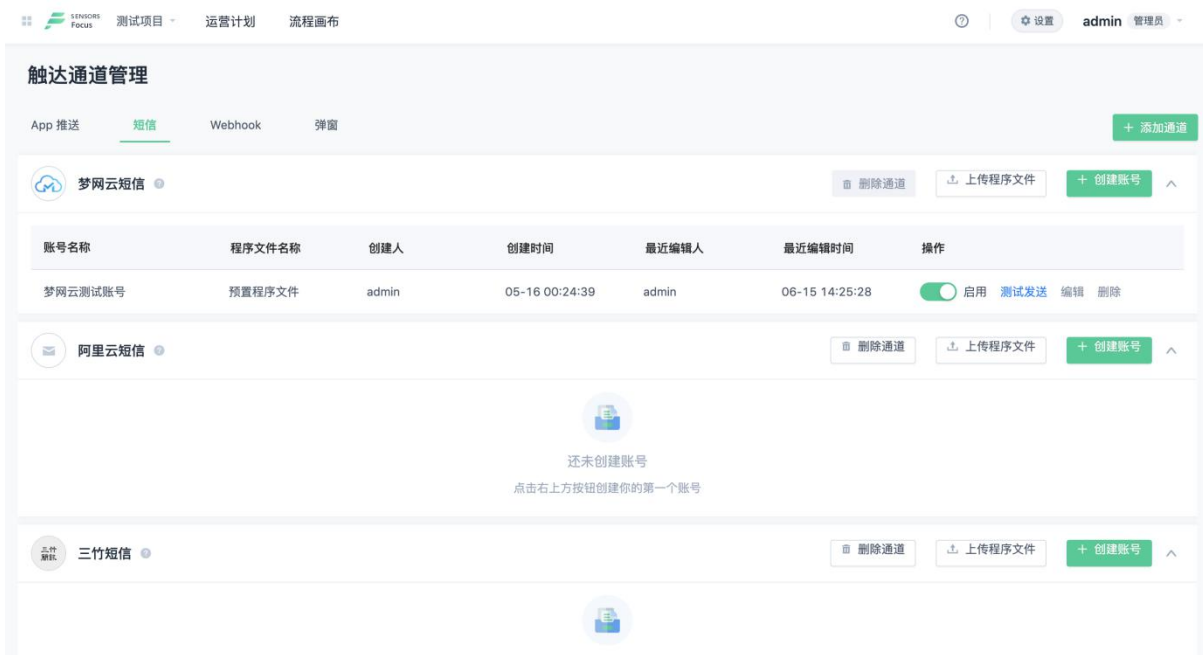 SENSORS Focus 测试项目 运营计划 流程画布 设置 admin 管理员
触达通道管理
App 推送 短信 Webhook 弹窗 + 添加通道
梦网云短信 删除通道 上传程序文件 + 创建账号
账号名称 程序文件名称 创建人 创建时间 最近编辑人 最近编辑时间 操作
梦网云测试账号 预置程序文件 admin 05-16 00:24:39 admin 06-15 14:25:28 启用 测试发送 编辑 删除
阿里云短信 删除通道 上传程序文件 + 创建账号
还未创建账号
点击右上方按钮创建你的第一个账号
三竹短信 删除通道 上传程序文件 + 创建账号